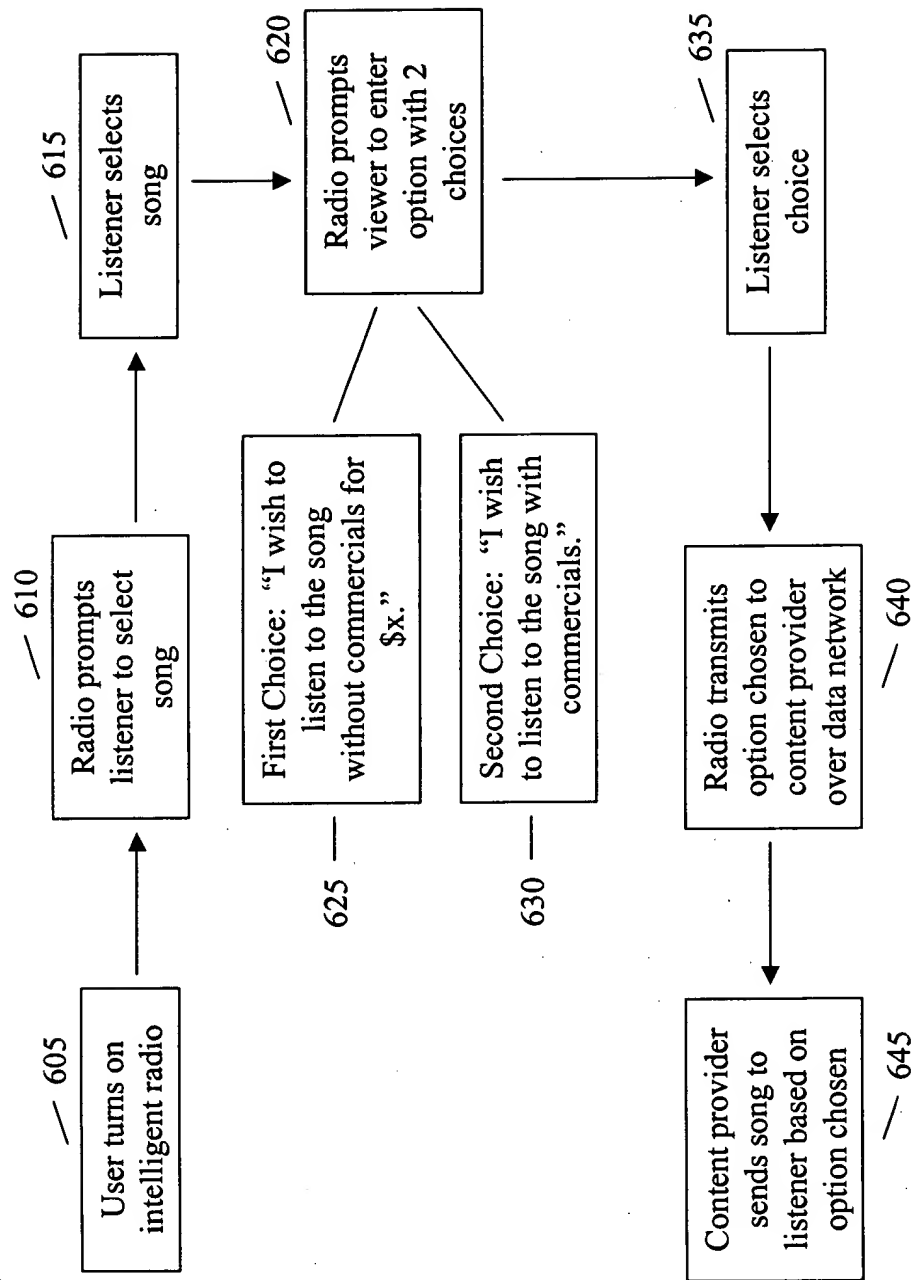 605
User turns on
intelligent radio
610
Radio prompts
listener to select
song
615
Listener selects
song
620
Radio prompts
viewer to enter
option with 2
choices
625
First Choice: "I wish to
listen to the song
without commercials for
$x."
630
Second Choice: "I wish
to listen to the song with
commercials."
635
Listener selects
choice
Radio transmits
option chosen to
content provider
over data network
640
Content provider
sends song to
listener based on
option chosen
645